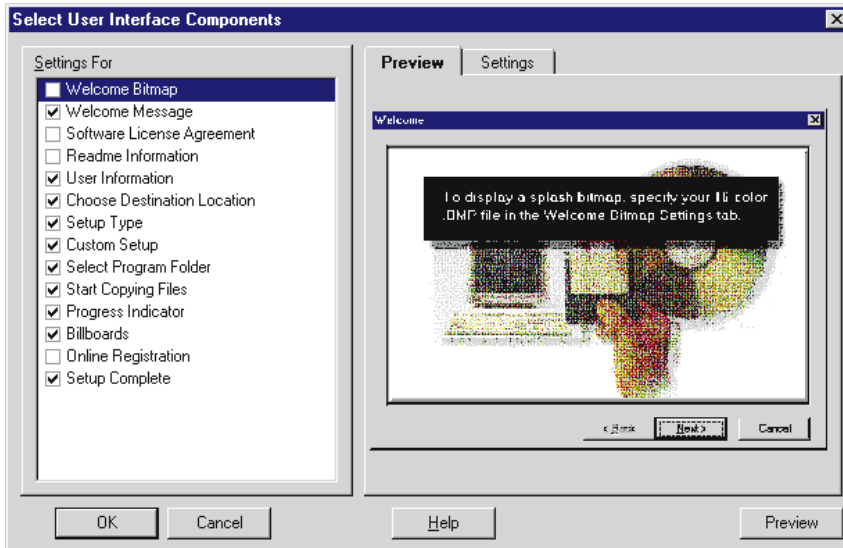 Select User Interface Components
Settings For
Welcome Bitmap
Welcome Message
Software License Agreement
Readme Information
User Information
Choose Destination Location
Setup Type
Custom Setup
Select Program Folder
Start Copying Files
Progress Indicator
Billboards
Online Registration
Setup Complete
Preview
Settings
Welcome
To display a splash bitmap, specify your 16 color
.BMP file in the Welcome Bitmap Settings tab.
< Back
Next >
Cancel
OK
Cancel
Help
Preview